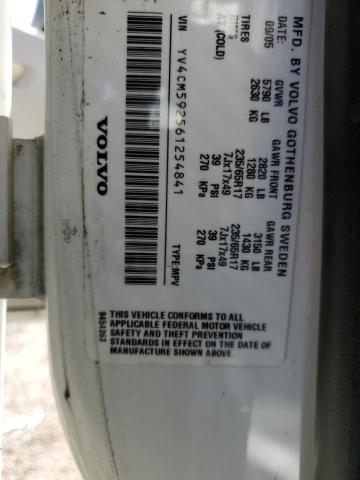 MFD. BY VOLVO GOTHENBURG SWEDEN
09/05 GVWR GAWR FRONT GAWR REAR
5790 LB 2820 LB 3150 LB
2630 KG 1280 KG 1430 KG
TIRES 235/65R17 235/65R17
7Jx17x49 7Jx17x49
AT (COLD) 39 PSI 39 PSI
270 KPa 270 KPa
VIN YV4CM592561254841 TYPE: MPV
VOLVO
9454363
THIS VEHICLE CONFORMS TO ALL
APPLICABLE FEDERAL MOTOR VEHICLE
SAFETY AND THEFT PREVENTION
STANDARDS IN EFFECT ON THE DATE OF
MANUFACTURE SHOWN ABOVE